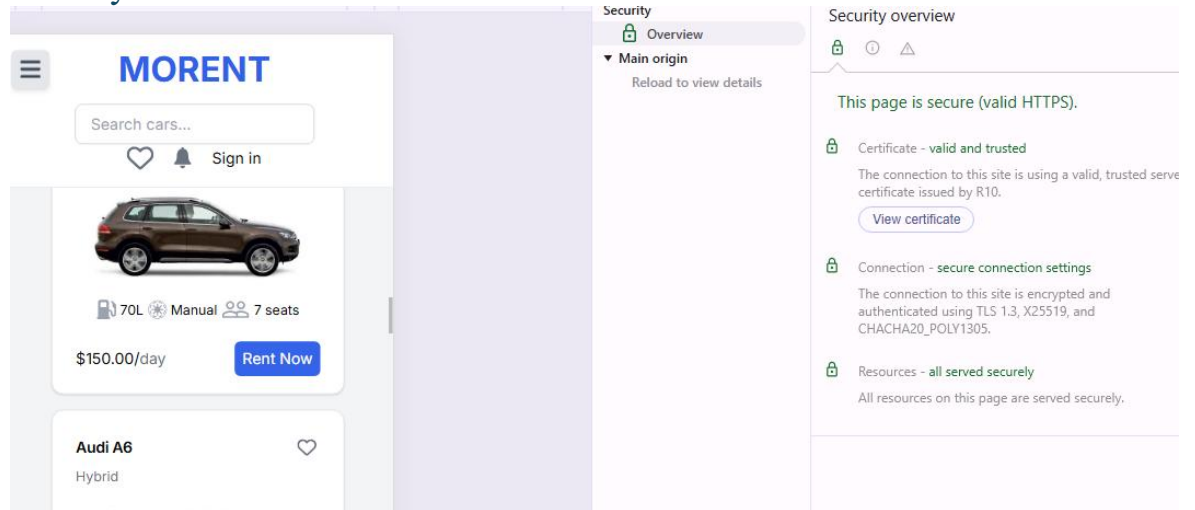 MORENT
Search cars...
Sign in
70L Manual 7 seats
$150.00/day Rent Now
Audi A6
Hybrid
Security
Overview
Main origin
Reload to view details
Security overview
This page is secure (valid HTTPS).
Certificate - valid and trusted
The connection to this site is using a valid, trusted serve
certificate issued by R10.
View certificate
Connection - secure connection settings
The connection to this site is encrypted and
authenticated using TLS 1.3, X25519, and
CHACHA20_POLY1305.
Resources - all served securely
All resources on this page are served securely.